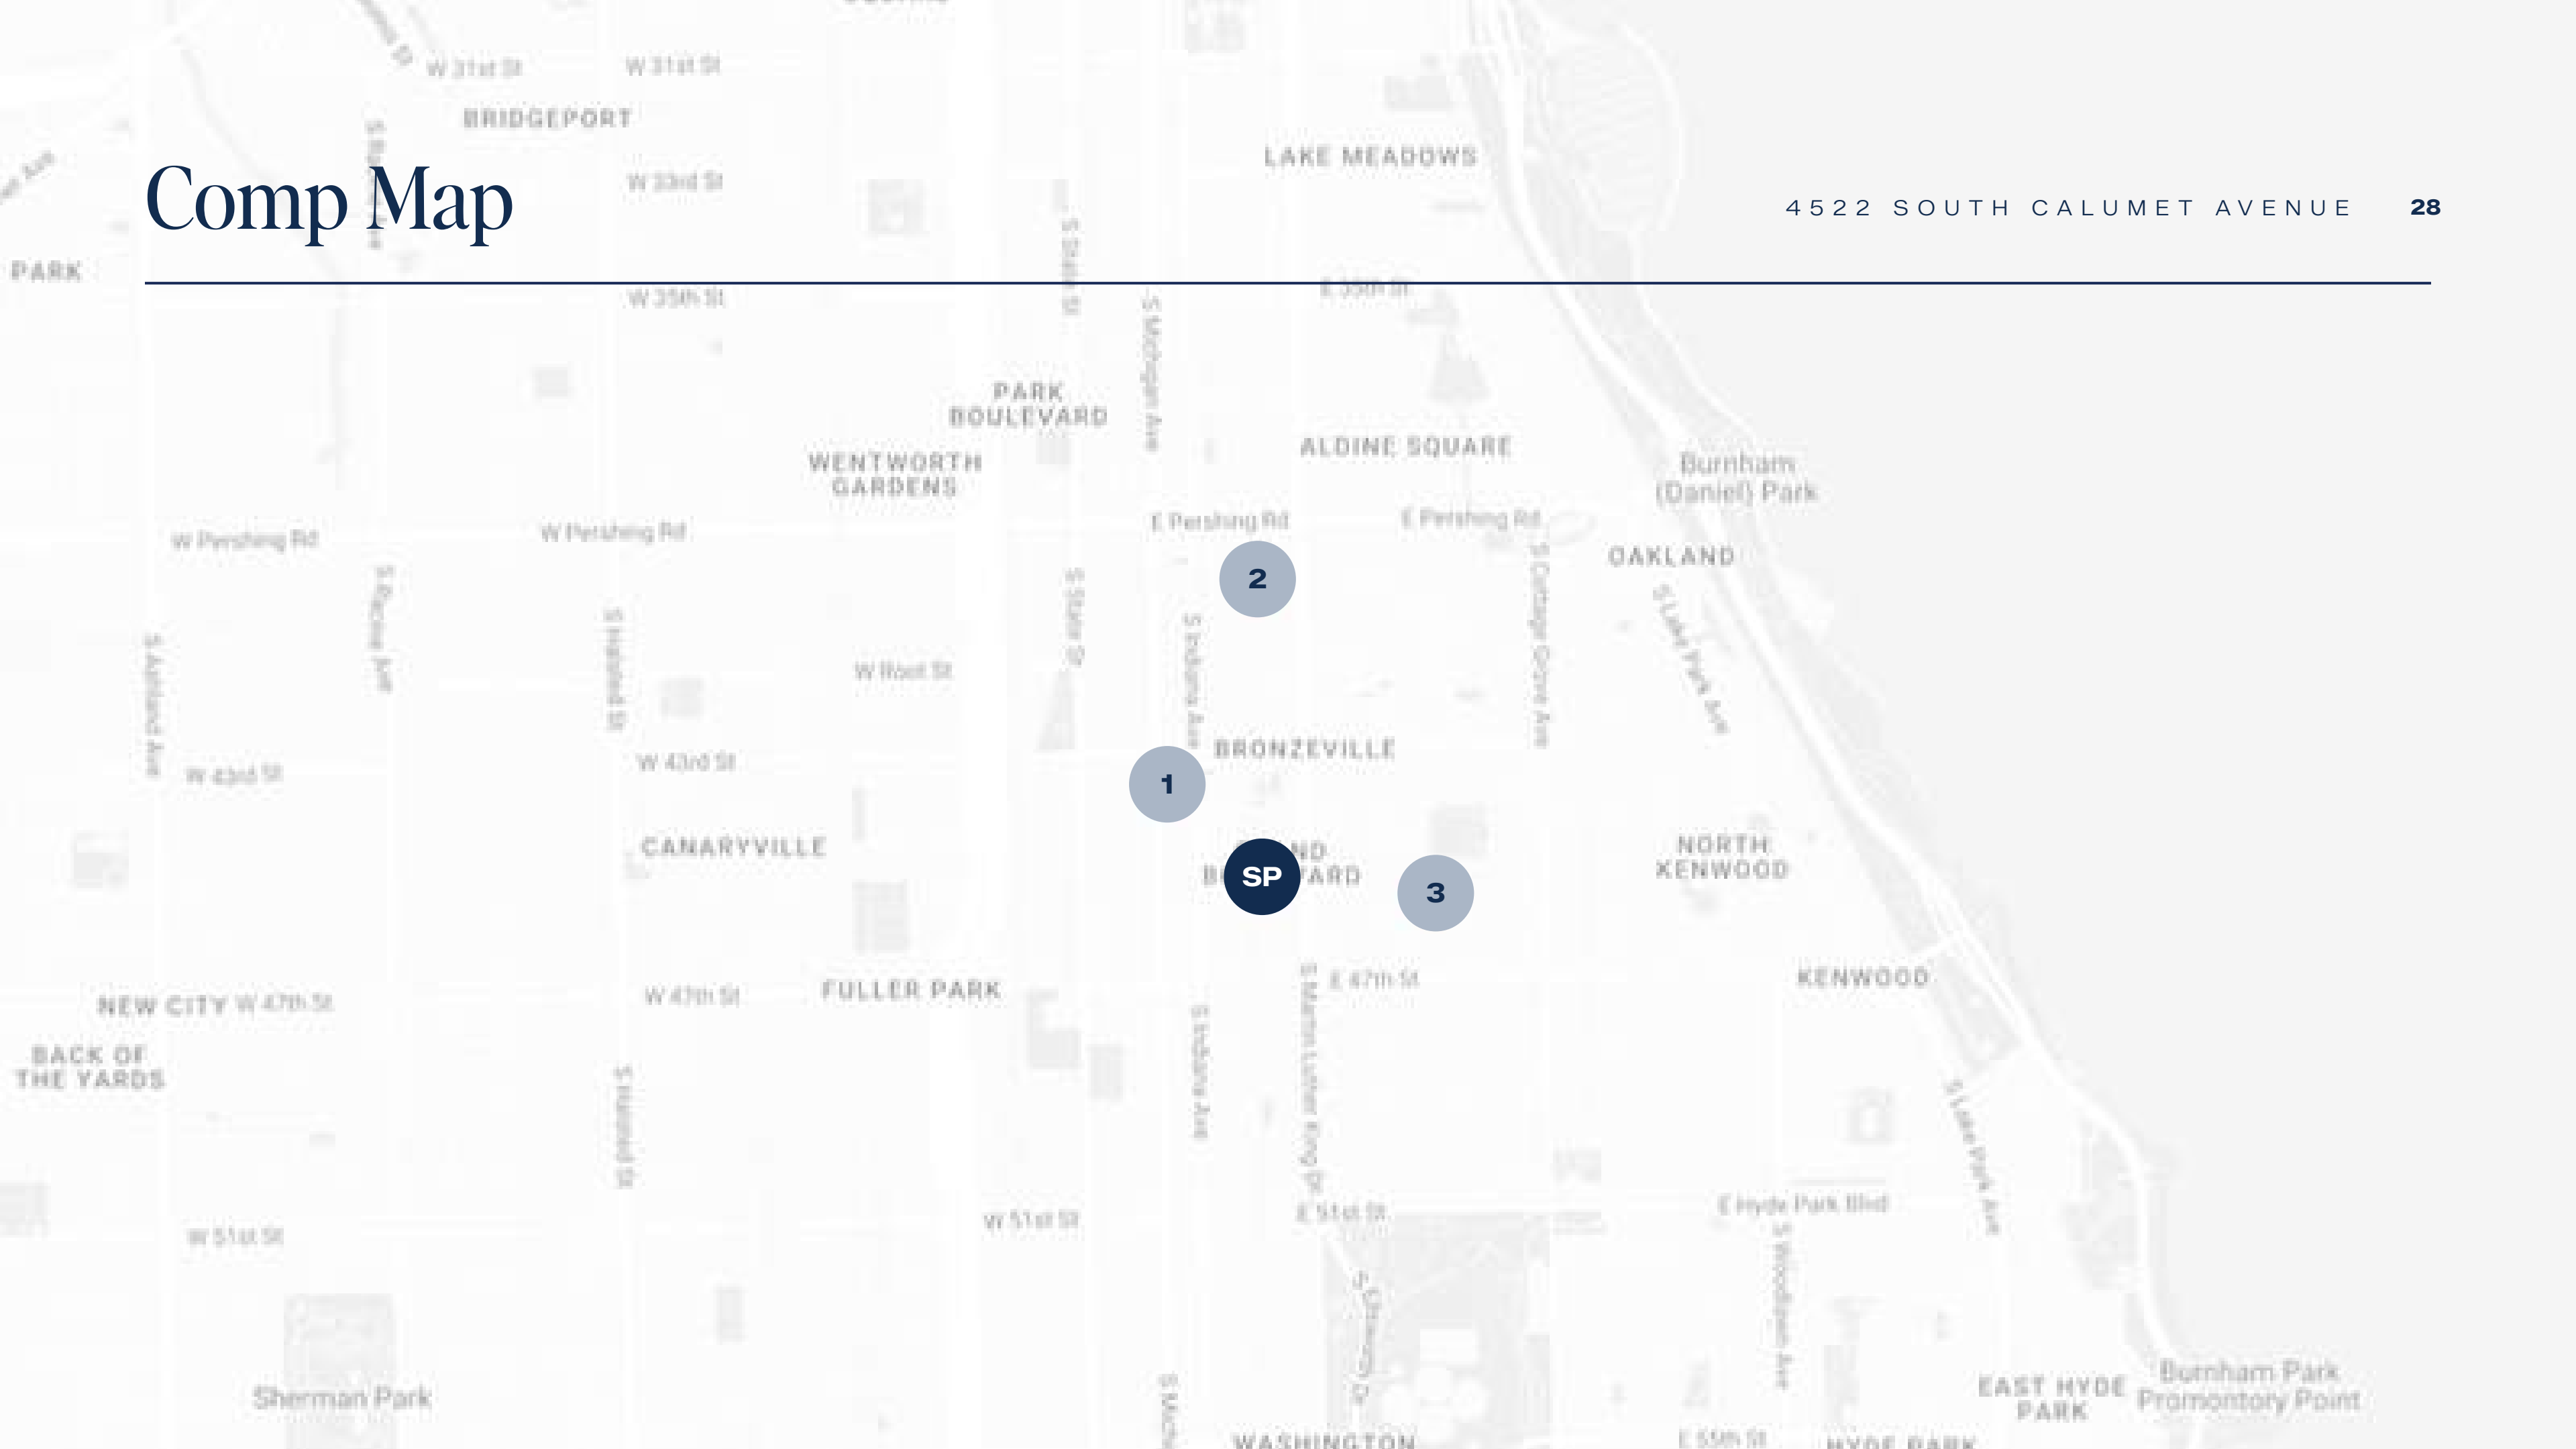 W 31st St
W 31st St
BRIDGEPORT
LAKE MEADOWS
W 33rd St
Comp Map
4522 SOUTH CALUMET AVENUE
28
S State St
PARK
W 35th St
E 35th St
S Michigan Ave
PARK
BOULEVARD
ALDINE SQUARE
WENTWORTH
GARDENS
Burnham
(Daniel) Park
W Pershing Rd
W Pershing Rd
E Pershing Rd
E Pershing Rd
OAKLAND
2
S Racine Ave
S Halsted St
S State St
S Indiana Ave
S Cottage Grove Ave
S Lake Park Ave
S Ashland Ave
W Root St
BRONZEVILLE
W 43rd St
W 43rd St
1
CANARYVILLE
NORTH
KENWOOD
SP
3
FULLER PARK
KENWOOD
E 47th St
NEW CITY
W 47th St
W 47th St
S Indiana Ave
S Martin Luther King Dr
BACK OF
THE YARDS
S Halsted St
S Lake Park Ave
E Hyde Park Blvd
W 51st St
W 51st St
E 51st St
S Woodlawn Ave
Sherman Park
EAST HYDE
PARK
Burnham Park
Promontory Point
E 55th St
WASHINGTON
HYDE PARK